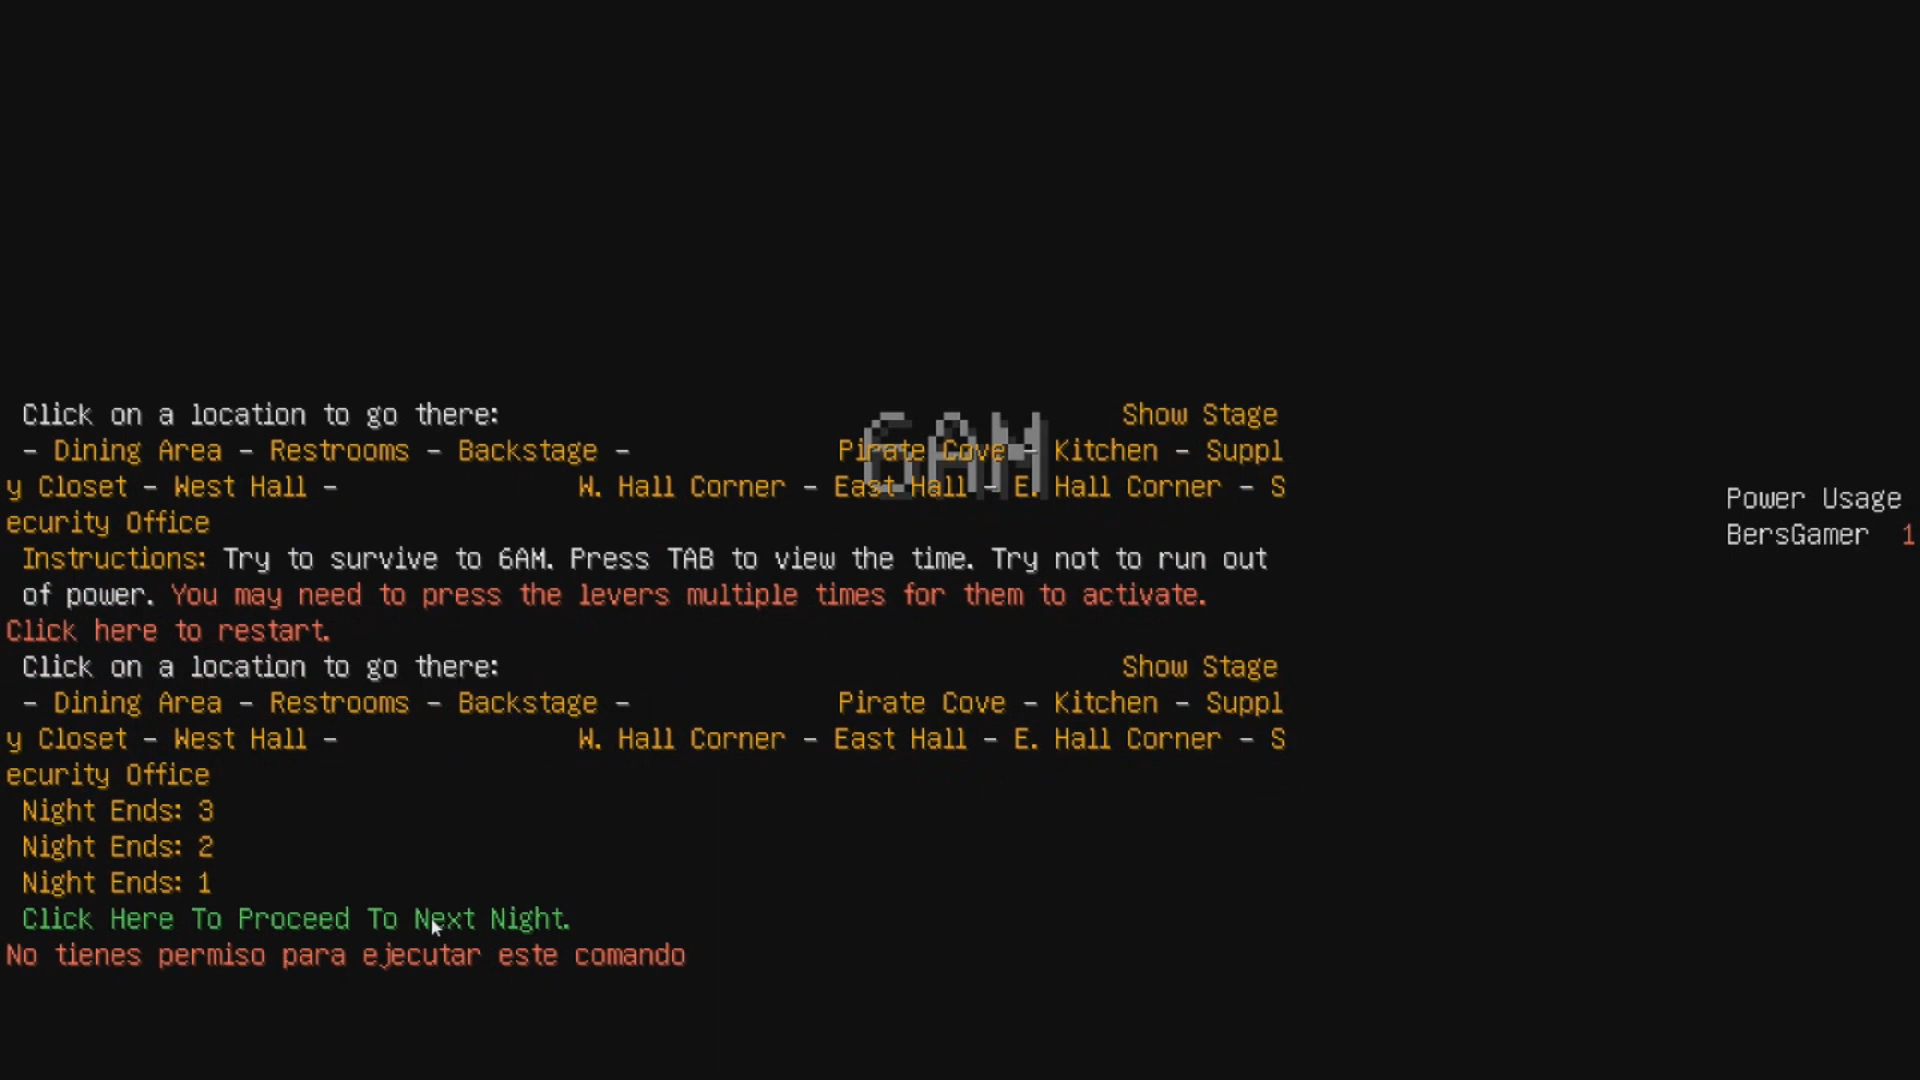 Click on a location to go there: Show Stage
- Dining Area - Restrooms - Backstage - Pirate Cove - Kitchen - Suppl
y Closet - West Hall - W. Hall Corner - East Hall - E. Hall Corner - S
ecurity Office
6AM
Instructions: Try to survive to 6AM. Press TAB to view the time. Try not to run out
of power. You may need to press the levers multiple times for them to activate.
Click here to restart.
Click on a location to go there: Show Stage
- Dining Area - Restrooms - Backstage - Pirate Cove - Kitchen - Suppl
y Closet - West Hall - W. Hall Corner - East Hall - E. Hall Corner - S
ecurity Office
Night Ends: 3
Night Ends: 2
Night Ends: 1
Click Here To Proceed To Next Night.
No tienes permiso para ejecutar este comando
Power Usage
BersGamer 1